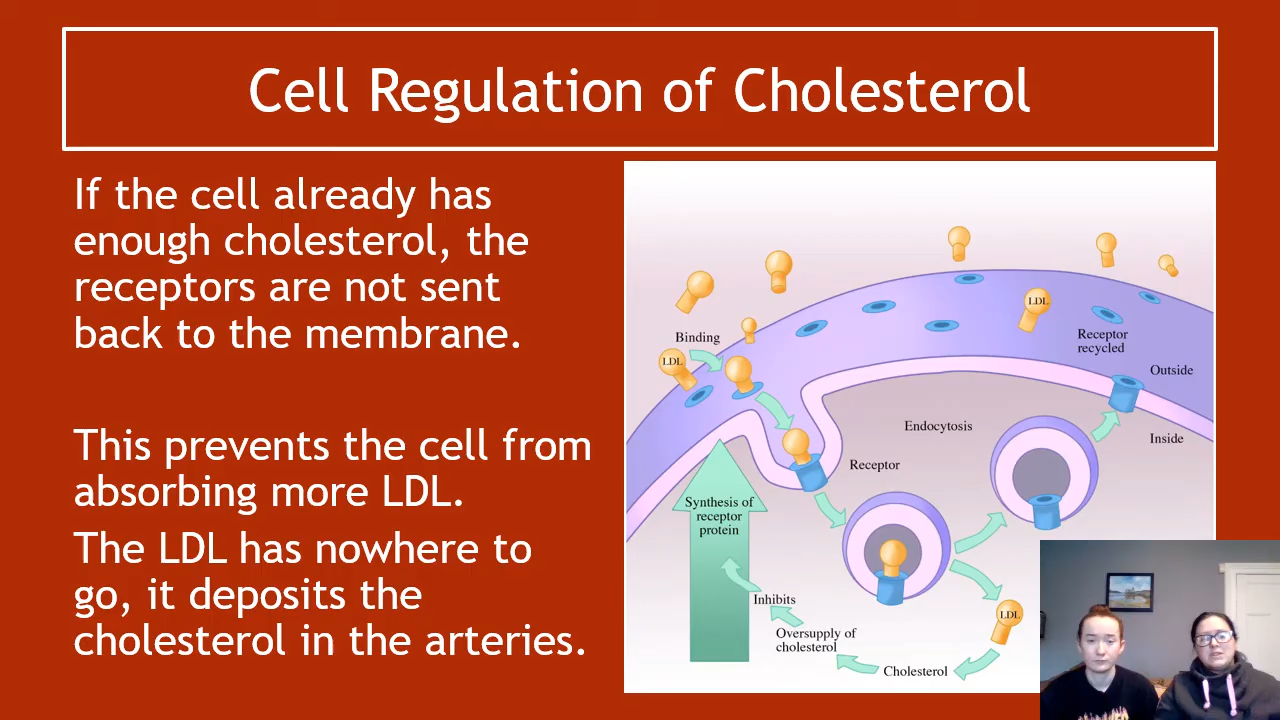 Cell Regulation of Cholesterol
If the cell already has
enough cholesterol, the
receptors are not sent
back to the membrane.
This prevents the cell from
absorbing more LDL.
The LDL has nowhere to
go, it deposits the
cholesterol in the arteries.
Binding
LDL
LDL
Receptor
recycled
Outside
Inside
Endocytosis
Receptor
Synthesis of
receptor
protein
Inhibits
Oversupply of
cholesterol
Cholesterol
LDL